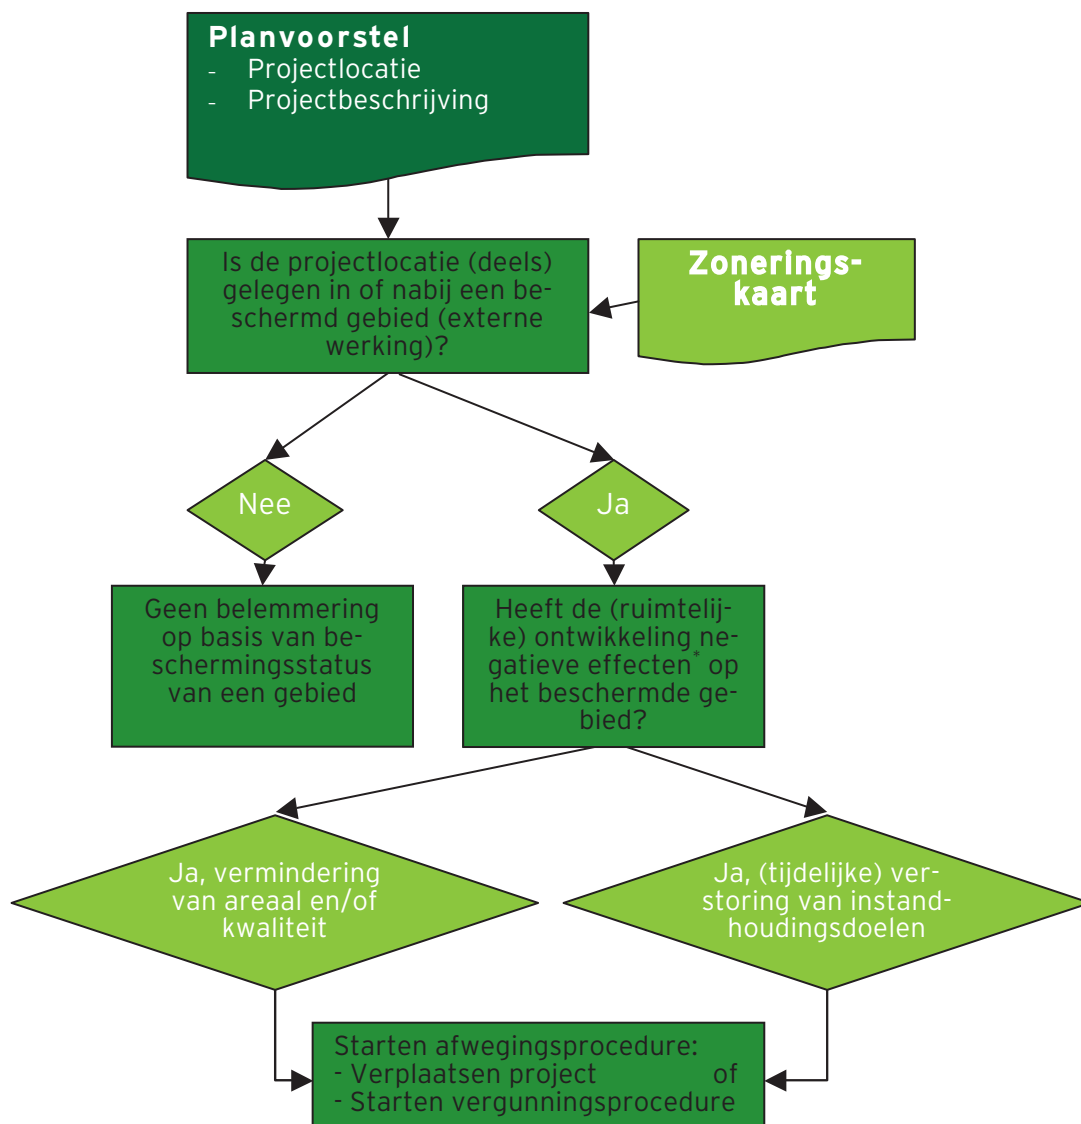 Planvoorstel
- Projectlocatie
- Projectbeschrijving
Is de projectlocatie (deels)
gelegen in of nabij een be-
schermd gebied (externe
werking)?
Zonerings-
kaart
Nee
Ja
Geen belemmering
op basis van be-
schermingsstatus
van een gebied
Heeft de (ruimtelij-
ke) ontwikkeling ne-
gatieve effecten* op
het beschermde ge-
bied?
Ja, vermindering
van areaal en/of
kwaliteit
Ja, (tijdelijke) ver-
storing van instand-
houdingsdoelen
Starten afwegingsprocedure:
- Verplaatsen project of
- Starten vergunningsprocedure